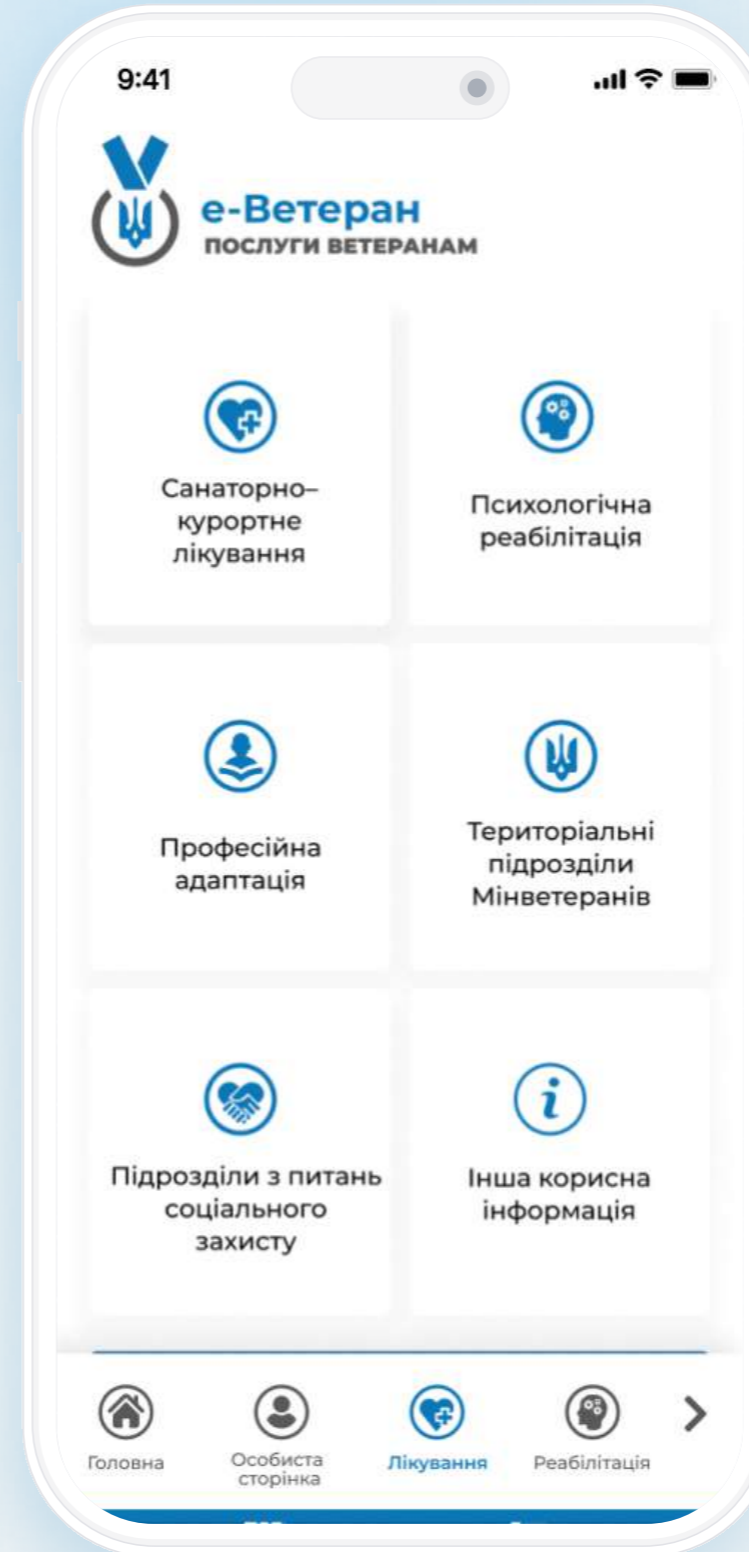 9:41
е-Ветеран
ПОСЛУГИ ВЕТЕРАНАМ
Санаторно–
курортне
лікування
Психологічна
реабілітація
Професійна
адаптація
Територіальні
підрозділи
Мінветеранів
Підрозділи з питань
соціального
захисту
Інша корисна
інформація
Головна
Особиста
сторінка
Лікування
Реабілітація